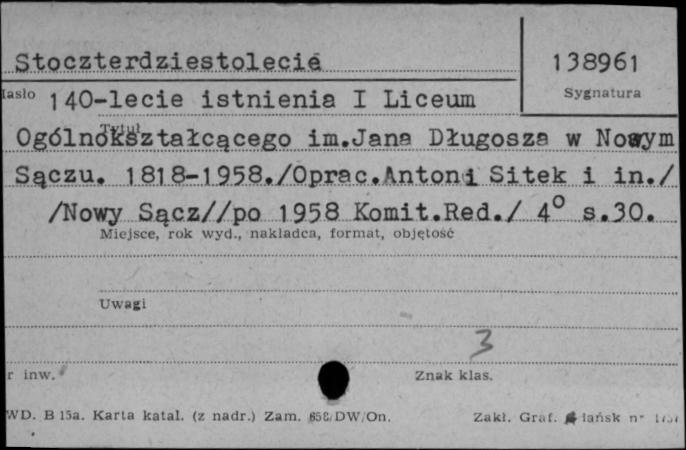 Stoczterdziestolecie
138961
Sygnatura
140-lecie istnienia I Liceum
Tytuł
Ogólnokształcącego im.Jana Długosza w Nowym
Sączu. 1818-1958./Oprac.Antoni Sitek i in./
/Nowy Sącz//po 1958 Komit.Red./ 4° s.30.
Miejsce, rok wyd., nakładca, format, objętość
Uwagi
3
r inw.
Znak klas.
WD. B 15a. Karta katal. (z nadr.) Zam. 658/DW/On.
Zakł. Graf.